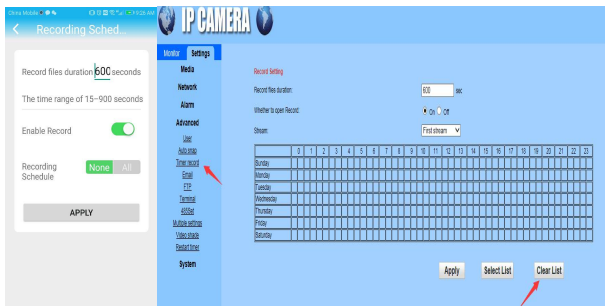 China Mobile
9:26 AM
Recording Sched...
Record files duration 600 seconds
The time range of 15~900 seconds
Enable Record
Recording Schedule
None All
APPLY
IP CAMERA
Monitor Settings
Media
Network
Alarm
Advanced
User
Auto snap
Timer record
Email
FTP
Terminal
485Set
Multiple settings
Video shade
Restart timer
System
Record Setting
Record files duration: 600 sec
Whether to open Record: On Off
Stream: First stream
0 1 2 3 4 5 6 7 8 9 10 11 12 13 14 15 16 17 18 19 20 21 22 23
Sunday
Monday
Tuesday
Wednesday
Thursday
Friday
Saturday
Apply Select List Clear List